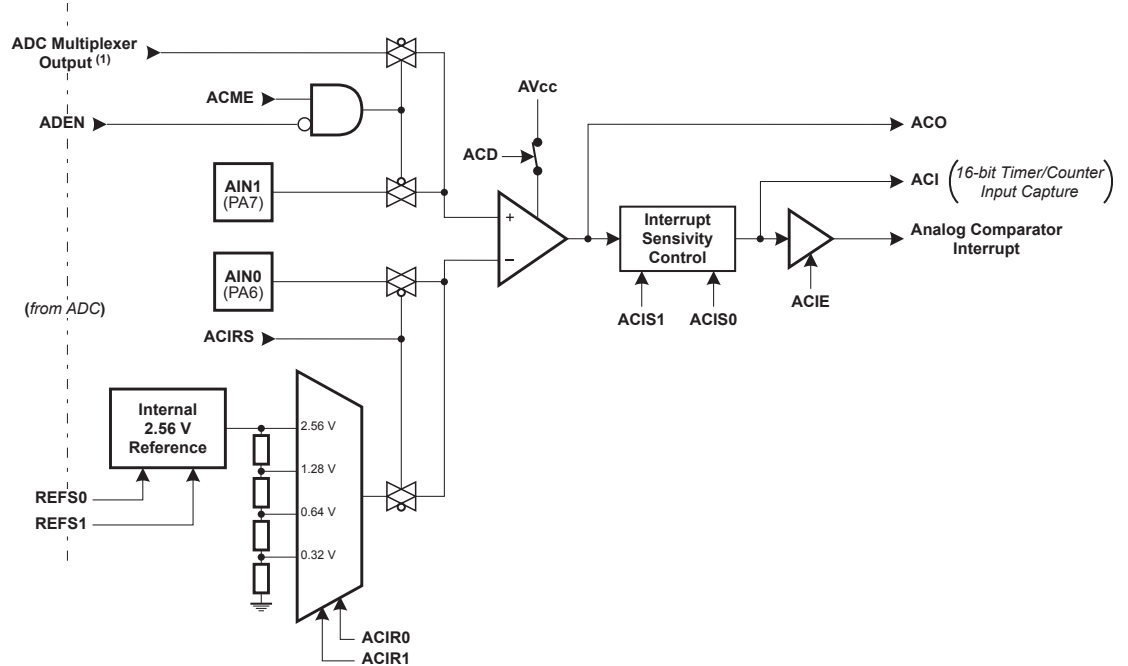 ADC Multiplexer
Output (1)
ACME
ADEN
AIN1
(PA7)
AIN0
(PA6)
(from ADC)
ACIRS
Internal
2.56 V
Reference
REFS0
REFS1
2.56 V
1.28 V
0.64 V
0.32 V
ACIR0
ACIR1
AVcc
ACD
+
–
Interrupt
Sensivity
Control
ACIS1 ACIS0
ACIE
ACO
ACI (16-bit Timer/Counter
Input Capture)
Analog Comparator
Interrupt